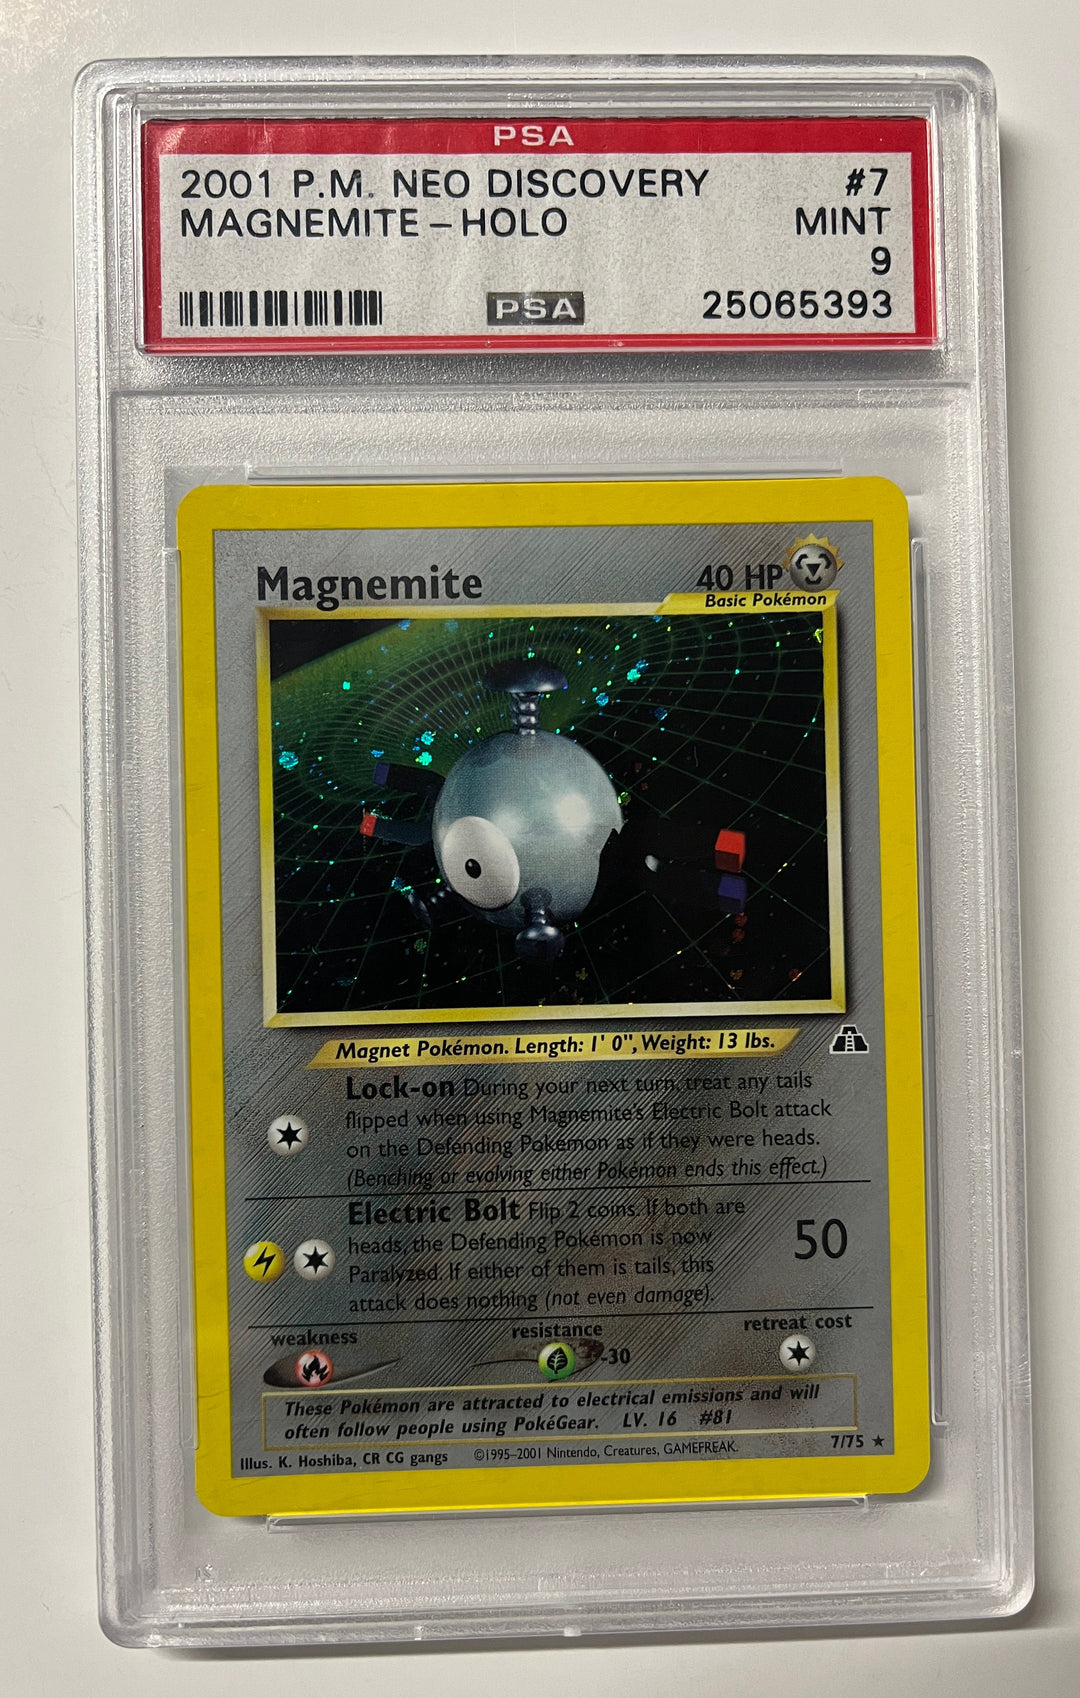 PSA
2001 P.M. NEO DISCOVERY #7
MAGNEMITE - HOLO MINT
9
PSA 25065393
Magnemite 40 HP
Basic Pokémon
Magnet Pokémon. Length: 1' 0", Weight: 13 lbs.
Lock-on During your next turn, treat any tails
flipped when using Magnemite's Electric Bolt attack
on the Defending Pokémon as if they were heads.
(Benching or evolving either Pokémon ends this effect.)
Electric Bolt Flip 2 coins. If both are
heads, the Defending Pokémon is now
Paralyzed. If either of them is tails, this
attack does nothing (not even damage).
50
weakness resistance retreat cost
-30
These Pokémon are attracted to electrical emissions and will
often follow people using PokéGear. LV. 16 #81
7/75 ★
Illus. K. Hoshiba, CR CG gangs ©1995-2001 Nintendo, Creatures, GAMEFREAK.